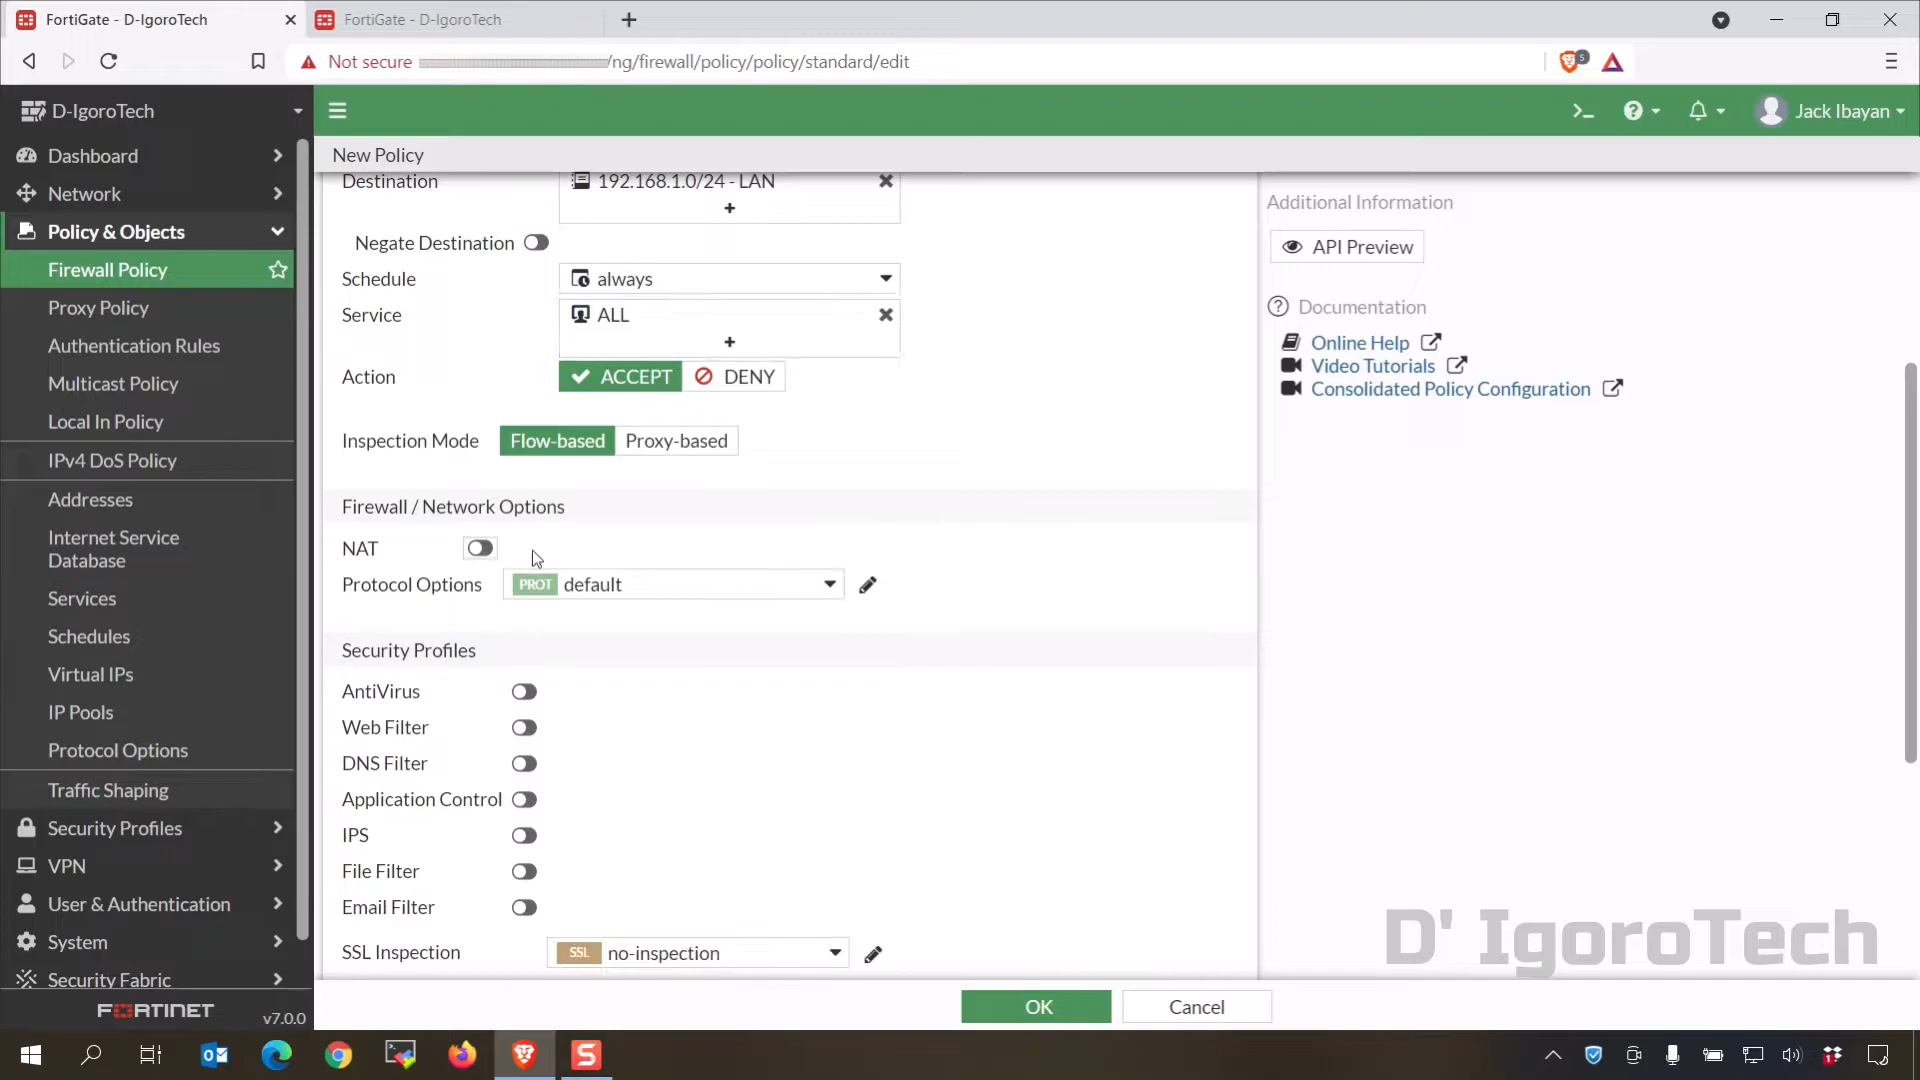 FortiGate - D-IgoroTech
FortiGate - D-IgoroTech
Not secure
/ng/firewall/policy/policy/standard/edit
5
D-IgoroTech
Jack Ibayan
Dashboard
Network
Policy & Objects
Firewall Policy
Proxy Policy
Authentication Rules
Multicast Policy
Local In Policy
IPv4 DoS Policy
Addresses
Internet Service
Database
Services
Schedules
Virtual IPs
IP Pools
Protocol Options
Traffic Shaping
Security Profiles
VPN
User & Authentication
System
Security Fabric
FORTINET
v7.0.0
New Policy
Destination
192.168.1.0/24 - LAN
Negate Destination
Schedule
always
Service
ALL
Action
ACCEPT
DENY
Inspection Mode
Flow-based
Proxy-based
Firewall / Network Options
NAT
Protocol Options
PROT default
Security Profiles
AntiVirus
Web Filter
DNS Filter
Application Control
IPS
File Filter
Email Filter
SSL Inspection
SSL no-inspection
OK
Cancel
Additional Information
API Preview
Documentation
Online Help
Video Tutorials
Consolidated Policy Configuration
D' IgoroTech